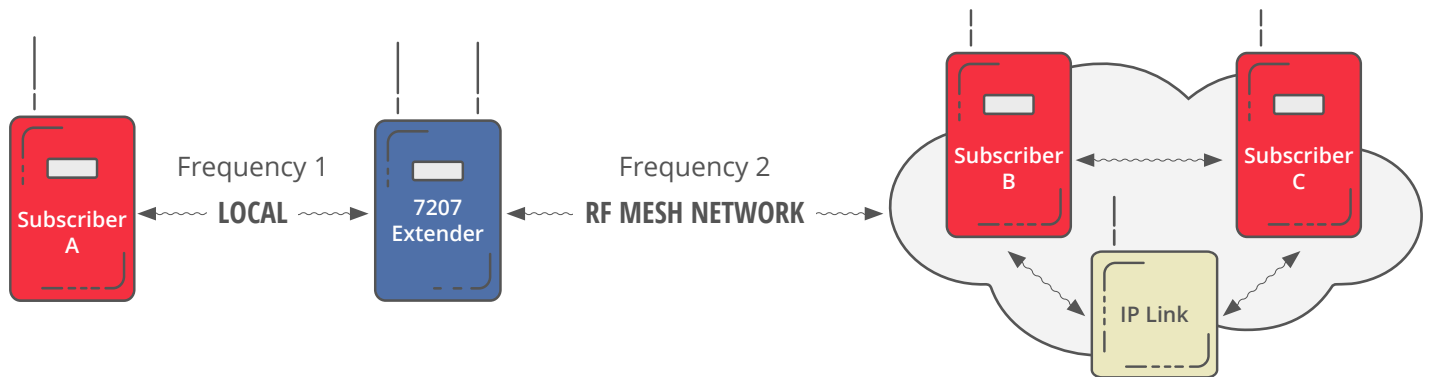 Subscriber
A
Frequency 1
LOCAL
7207
Extender
Frequency 2
RF MESH NETWORK
Subscriber
B
Subscriber
C
IP Link